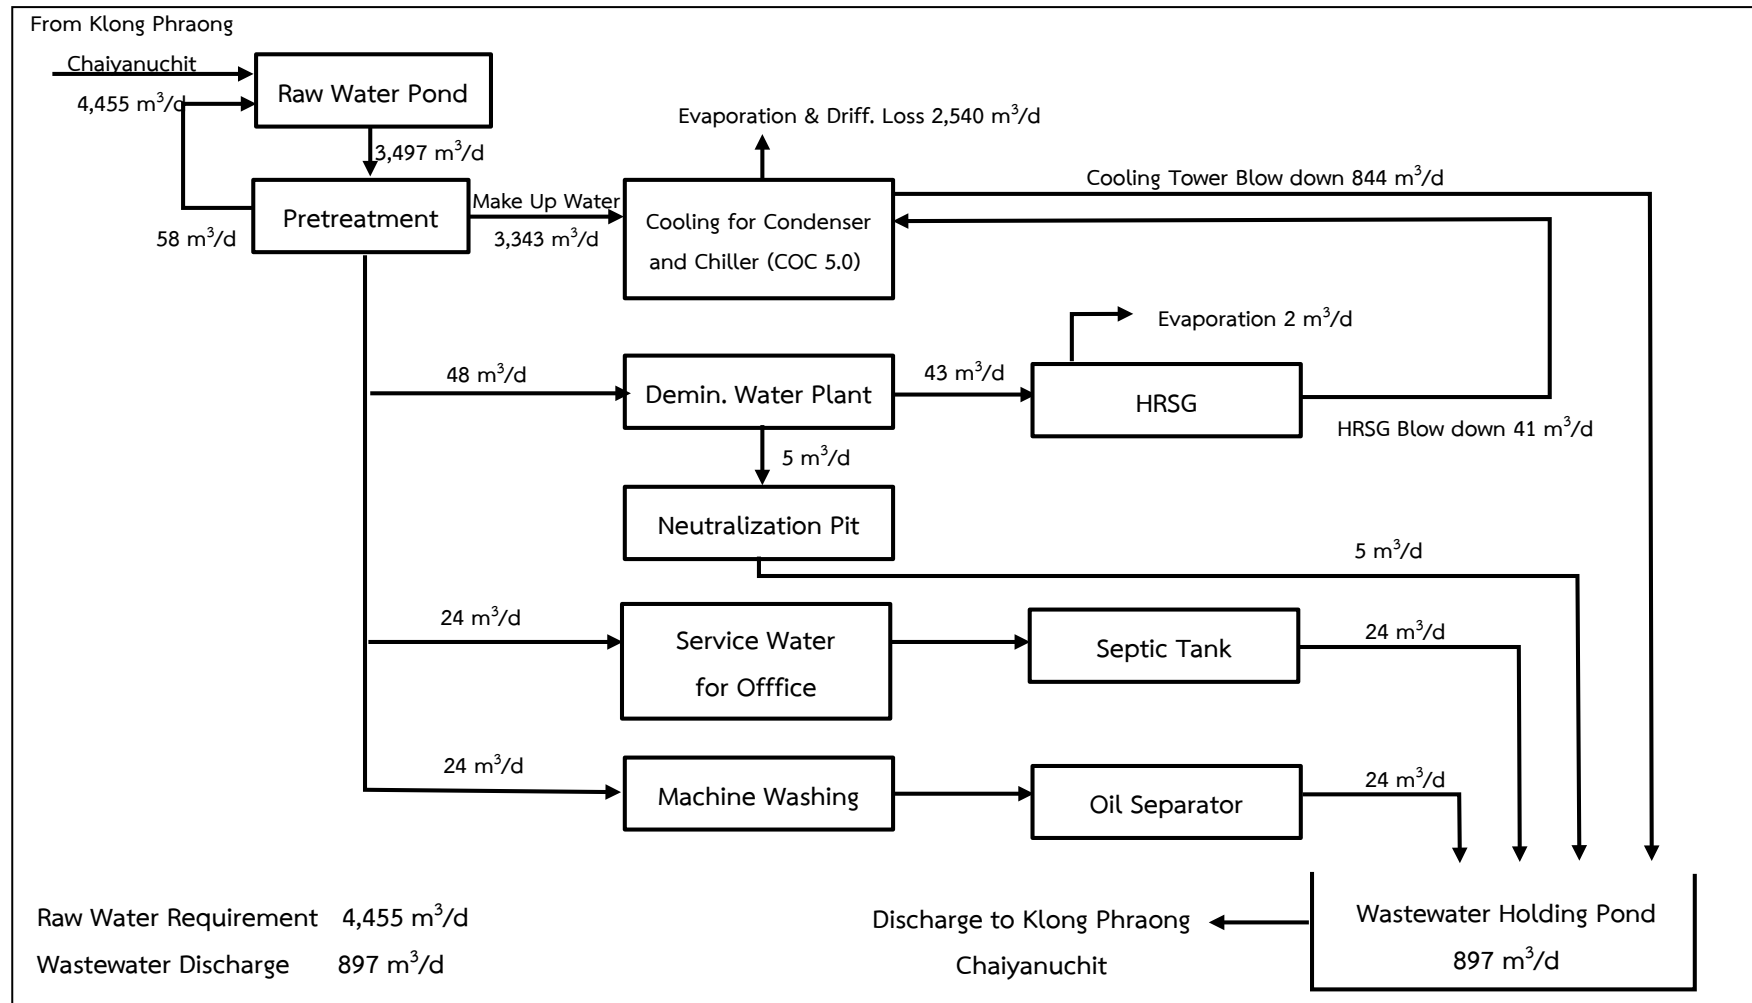 From Klong Phraong
Chaiyanuchit
4,455 m³/d
Raw Water Pond
3,497 m³/d
Evaporation & Driff. Loss 2,540 m³/d
Pretreatment
58 m³/d
Make Up Water
3,343 m³/d
Cooling for Condenser
and Chiller (COC 5.0)
Cooling Tower Blow down 844 m³/d
Evaporation 2 m³/d
48 m³/d
Demin. Water Plant
43 m³/d
HRSG
HRSG Blow down 41 m³/d
5 m³/d
Neutralization Pit
5 m³/d
24 m³/d
Service Water
for Offfice
Septic Tank
24 m³/d
24 m³/d
Machine Washing
Oil Separator
24 m³/d
Raw Water Requirement 4,455 m³/d
Wastewater Discharge 897 m³/d
Discharge to Klong Phraong
Chaiyanuchit
Wastewater Holding Pond
897 m³/d